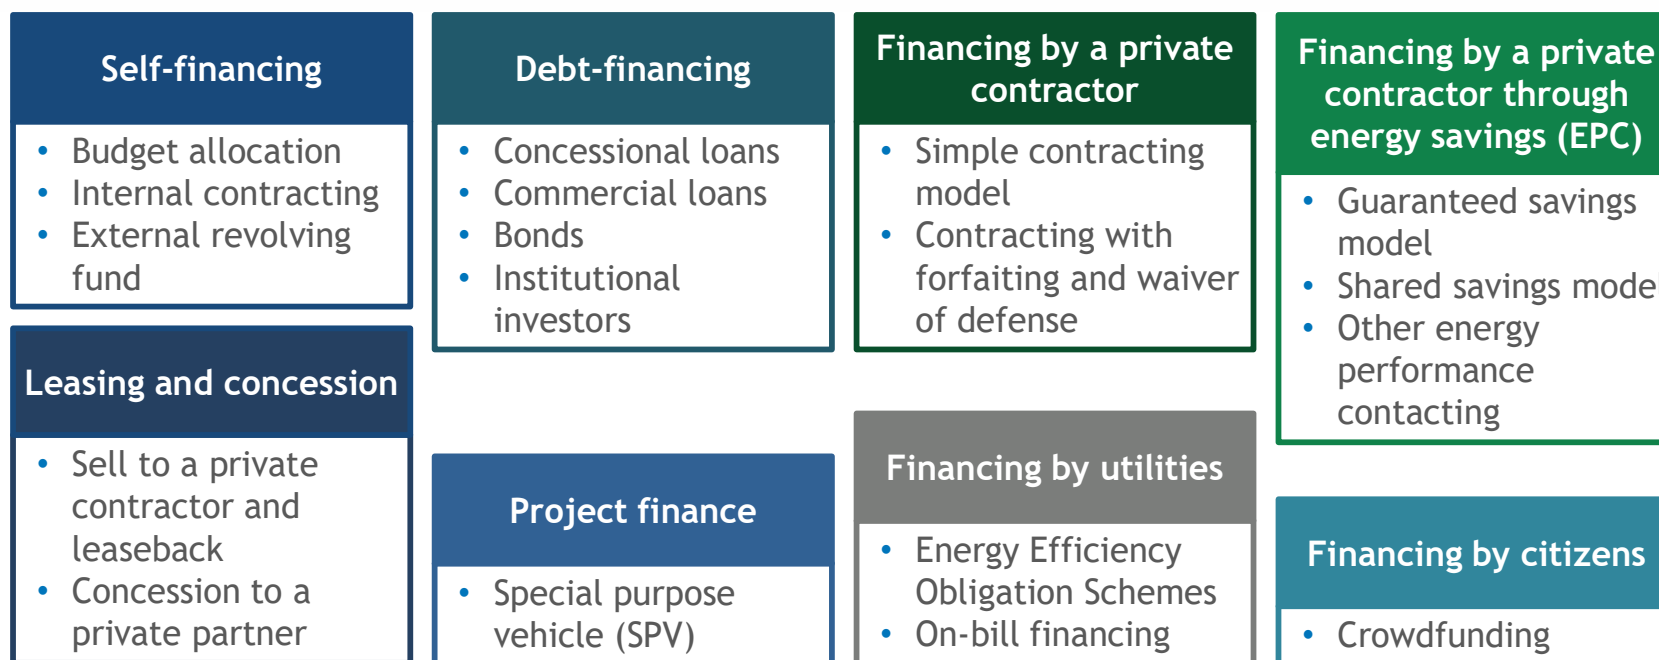 Self-financing
• Budget allocation
• Internal contracting
• External revolving
fund
Debt-financing
• Concessional loans
• Commercial loans
• Bonds
• Institutional
investors
Financing by a private
contractor
• Simple contracting
model
• Contracting with
forfaiting and waiver
of defense
Financing by a private
contractor through
energy savings (EPC)
• Guaranteed savings
model
• Shared savings model
• Other energy
performance
contacting
Leasing and concession
• Sell to a private
contractor and
leaseback
• Concession to a
private partner
Project finance
• Special purpose
vehicle (SPV)
Financing by utilities
• Energy Efficiency
Obligation Schemes
• On-bill financing
Financing by citizens
• Crowdfunding